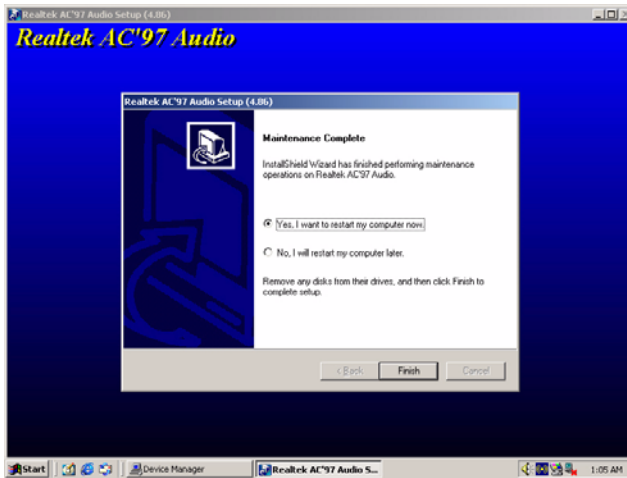 Realtek AC'97 Audio Setup (4.06)
Realtek AC'97 Audio
Realtek AC'97 Audio Setup (4.06)
Maintenance Complete
InstallShield Wizard has finished performing maintenance
operations on Realtek AC'97 Audio.
Yes, I want to restart my computer now.
No, I will restart my computer later.
Remove any disks from their drives, and then click Finish to
complete setup.
< Back
Finish
Cancel
Start
Device Manager
Realtek AC'97 Audio S...
1:05 AM